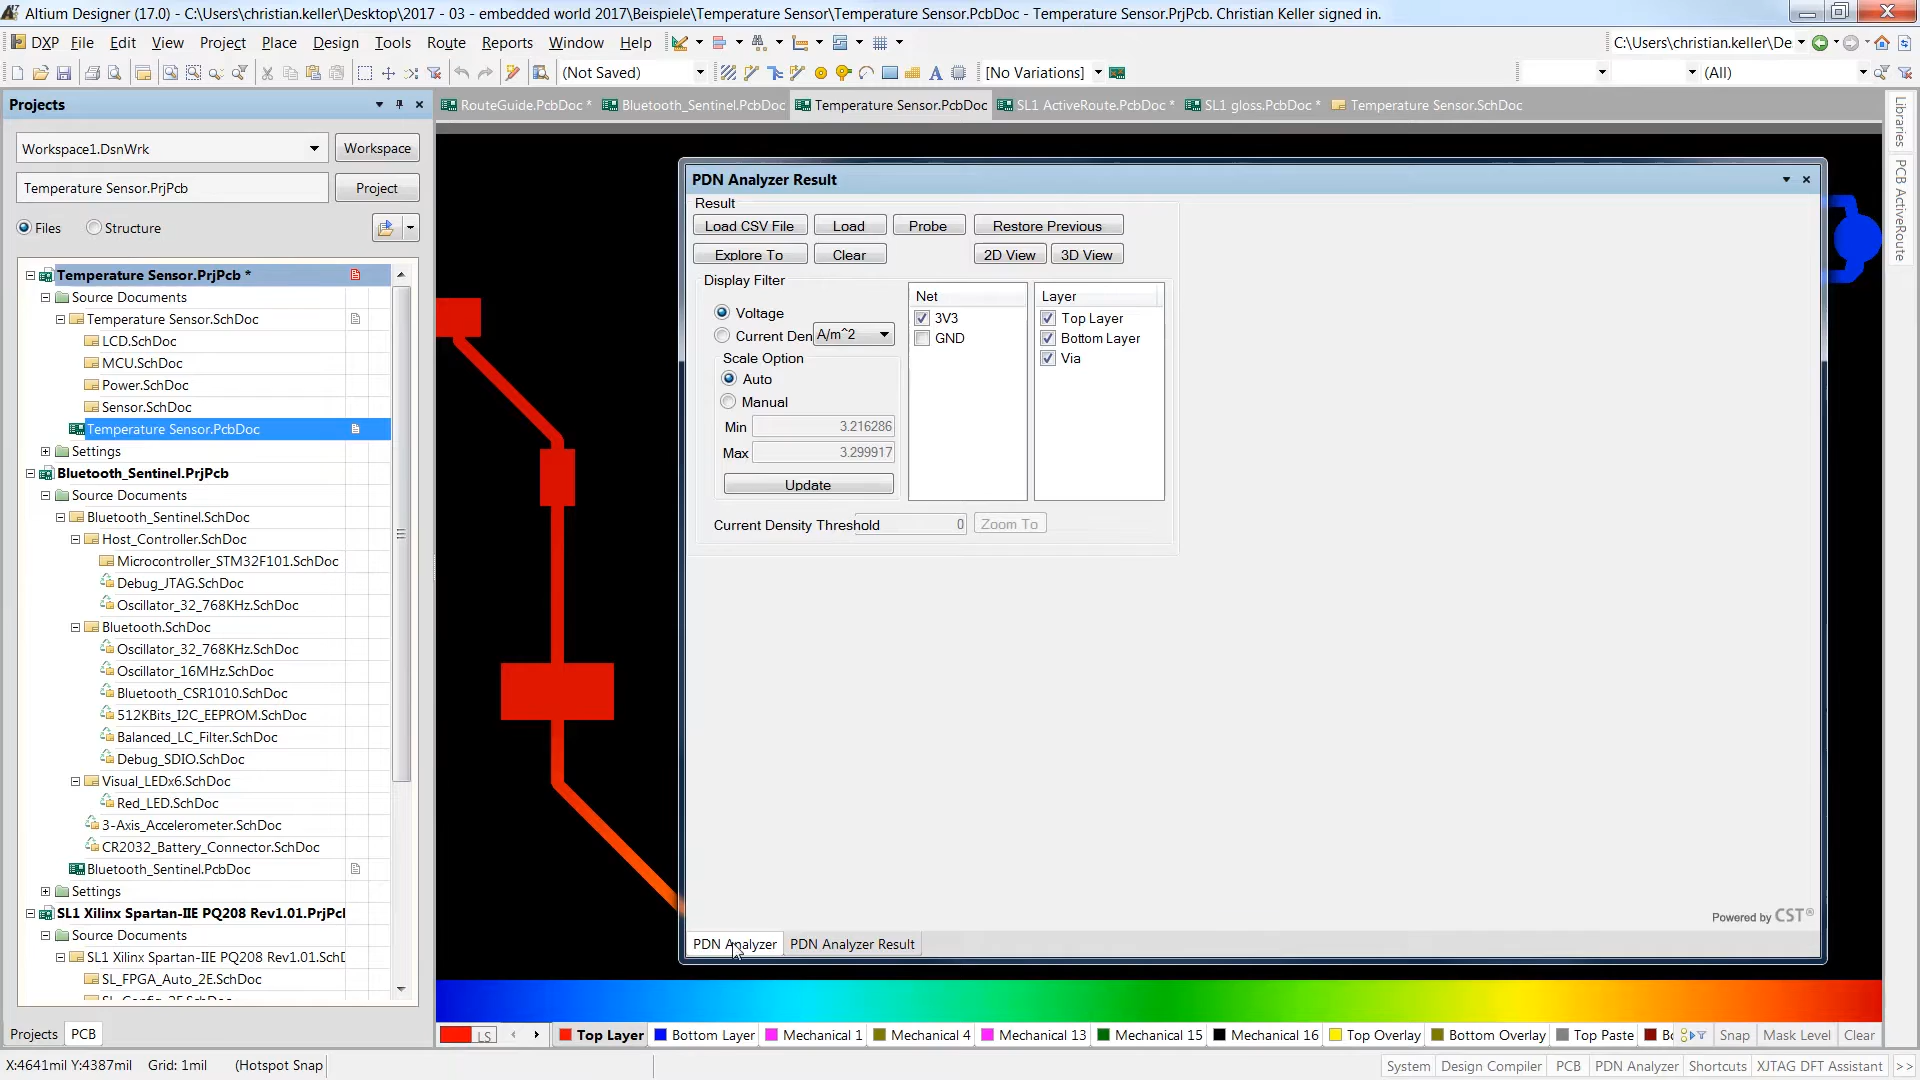 Altium Designer (17.0) - C:\Users\christian.keller\Desktop\2017 - 03 - embedded world 2017\Beispiele\Temperature Sensor\Temperature Sensor.PcbDoc - Temperature Sensor.PrjPcb. Christian Keller signed in.
DXP File Edit View Project Place Design Tools Route Reports Window Help C:\Users\christian.keller\De
(Not Saved) [No Variations] (All)
Projects
RouteGuide.PcbDoc * Bluetooth_Sentinel.PcbDoc Temperature Sensor.PcbDoc SL1 ActiveRoute.PcbDoc * SL1 gloss.PcbDoc * Temperature Sensor.SchDoc
Workspace1.DsnWrk Workspace
Temperature Sensor.PrjPcb Project
Files Structure
Temperature Sensor.PrjPcb *
Source Documents
Temperature Sensor.SchDoc
LCD.SchDoc
MCU.SchDoc
Power.SchDoc
Sensor.SchDoc
Temperature Sensor.PcbDoc
Settings
Bluetooth_Sentinel.PrjPcb
Source Documents
Bluetooth_Sentinel.SchDoc
Host_Controller.SchDoc
Microcontroller_STM32F101.SchDoc
Debug_JTAG.SchDoc
Oscillator_32_768KHz.SchDoc
Bluetooth.SchDoc
Oscillator_32_768KHz.SchDoc
Oscillator_16MHz.SchDoc
Bluetooth_CSR1010.SchDoc
512KBits_I2C_EEPROM.SchDoc
Balanced_LC_Filter.SchDoc
Debug_SDIO.SchDoc
Visual_LEDx6.SchDoc
Red_LED.SchDoc
3-Axis_Accelerometer.SchDoc
CR2032_Battery_Connector.SchDoc
Bluetooth_Sentinel.PcbDoc
Settings
SL1 Xilinx Spartan-IIE PQ208 Rev1.01.PrjPcl
Source Documents
SL1 Xilinx Spartan-IIE PQ208 Rev1.01.SchD
SL_FPGA_Auto_2E.SchDoc
Projects PCB
PDN Analyzer Result
Result
Load CSV File Load Probe Restore Previous
Explore To Clear 2D View 3D View
Display Filter
Voltage
Current Den A/m^2
Scale Option
Auto
Manual
Min 3.216286
Max 3.299917
Update
Net
3V3
GND
Layer
Top Layer
Bottom Layer
Via
Current Density Threshold 0 Zoom To
Powered by CST®
PDN Analyzer PDN Analyzer Result
Libraries
PCB ActiveRoute
LS Top Layer Bottom Layer Mechanical 1 Mechanical 4 Mechanical 13 Mechanical 15 Mechanical 16 Top Overlay Bottom Overlay Top Paste Bc Snap Mask Level Clear
X:4641mil Y:4387mil Grid: 1mil (Hotspot Snap System Design Compiler PCB PDN Analyzer Shortcuts XJTAG DFT Assistant >>